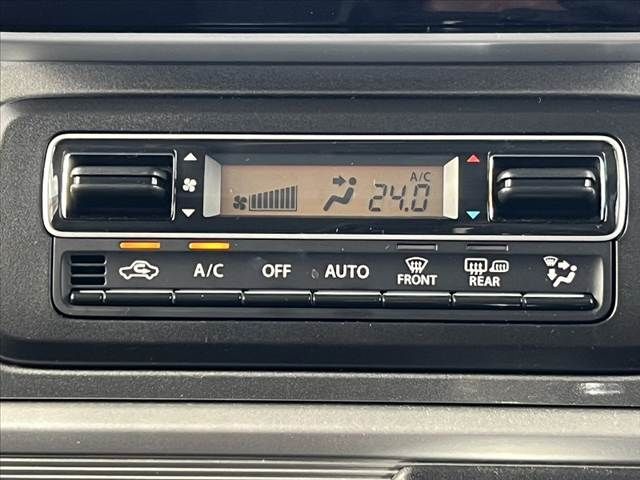 A/C
24.0
A/C OFF AUTO FRONT REAR